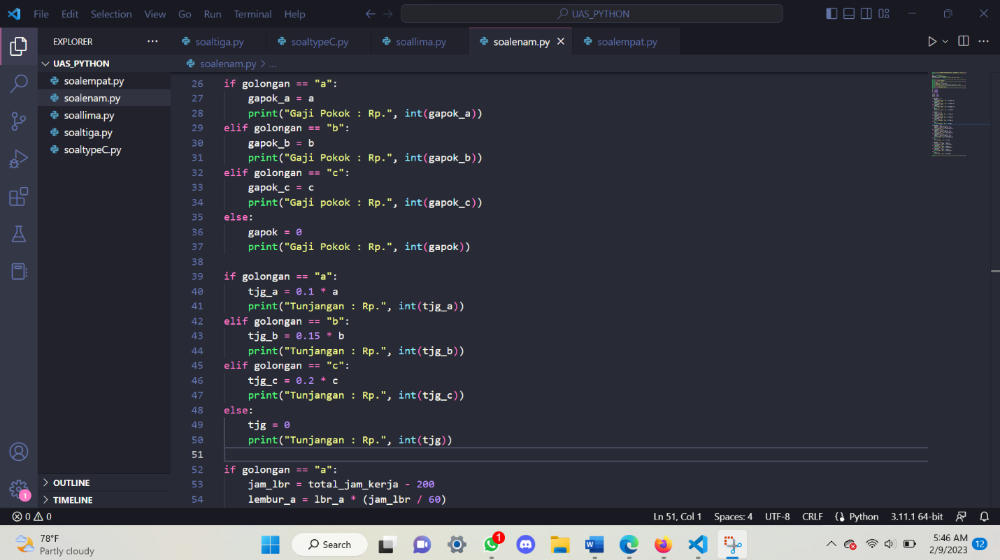 File Edit Selection View Go Run Terminal Help
UAS_PYTHON
EXPLORER
soaltiga.py
soaltypeC.py
soallima.py
soalenam.py
soalempat.py
UAS_PYTHON
soalempat.py
soalenam.py
soallima.py
soaltiga.py
soaltypeC.py
OUTLINE
TIMELINE
soalenam.py > ...
26 if golongan == "a":
27 gapok_a = a
28 print("Gaji Pokok : Rp.", int(gapok_a))
29 elif golongan == "b":
30 gapok_b = b
31 print("Gaji Pokok : Rp.", int(gapok_b))
32 elif golongan == "c":
33 gapok_c = c
34 print("Gaji pokok : Rp.", int(gapok_c))
35 else:
36 gapok = 0
37 print("Gaji Pokok : Rp.", int(gapok))
38
39 if golongan == "a":
40 tjg_a = 0.1 * a
41 print("Tunjangan : Rp.", int(tjg_a))
42 elif golongan == "b":
43 tjg_b = 0.15 * b
44 print("Tunjangan : Rp.", int(tjg_b))
45 elif golongan == "c":
46 tjg_c = 0.2 * c
47 print("Tunjangan : Rp.", int(tjg_c))
48 else:
49 tjg = 0
50 print("Tunjangan : Rp.", int(tjg))
51
52 if golongan == "a":
53 jam_lbr = total_jam_kerja - 200
54 lembur_a = lbr_a * (jam_lbr / 60)
1
0 0
Ln 51, Col 1 Spaces: 4 UTF-8 CRLF Python 3.11.1 64-bit
78°F
Partly cloudy
Search
1
5:46 AM
2/9/2023
12